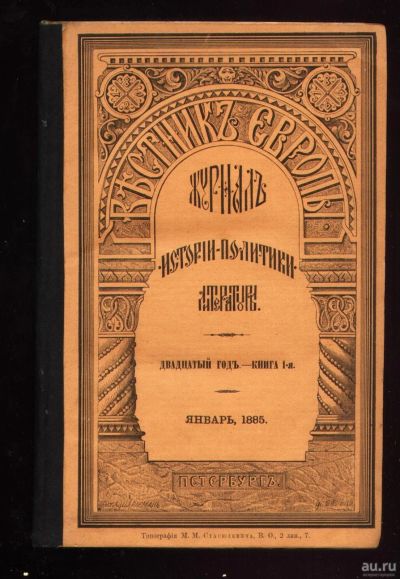 ВѢСТНИКЪ ЕВРОПЫ
ЖУРНАЛЪ
ИСТОРІИ-ПОЛИТИКИ
ЛИТЕРАТУРЫ.
ДВАДЦАТЫЙ ГОДЪ.—КНИГА 1-я.
ЯНВАРЬ, 1885.
ПЕТЕРБУРГЪ.
Типографія М. М. Стасюлевича, В. О., 2 лин., 7.
au.ru